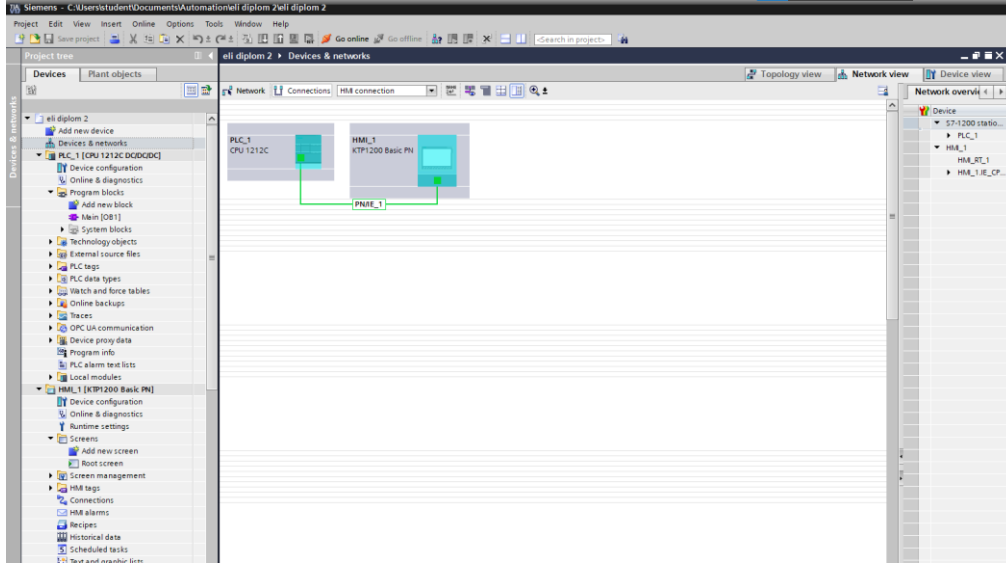 Siemens - C:\Users\student\Documents\Automation\eli diplom 2\eli diplom 2
Project Edit View Insert Online Options Tools Window Help
Save project Go online Go offline <Search in project>
Project tree
eli diplom 2 Devices & networks
Devices Plant objects
Topology view Network view Device view
Network Connections HMI connection
Network overvie
Devices & networks
eli diplom 2
Add new device
Devices & networks
PLC_1 [CPU 1212C DC/DC/DC]
Device configuration
Online & diagnostics
Program blocks
Add new block
Main [OB1]
System blocks
Technology objects
External source files
PLC tags
PLC data types
Watch and force tables
Online backups
Traces
OPC UA communication
Device proxy data
Program info
PLC alarm text lists
Local modules
HMI_1 [KTP1200 Basic PN]
Device configuration
Online & diagnostics
Runtime settings
Screens
Add new screen
Root screen
Screen management
HMI tags
Connections
HMI alarms
Recipes
Historical data
Scheduled tasks
Text and graphic lists
PLC_1
CPU 1212C
HMI_1
KTP1200 Basic PN
PN/IE_1
Device
S7-1200 statio...
PLC_1
HMI_1
HMI_RT_1
HMI_1.IE_CP...